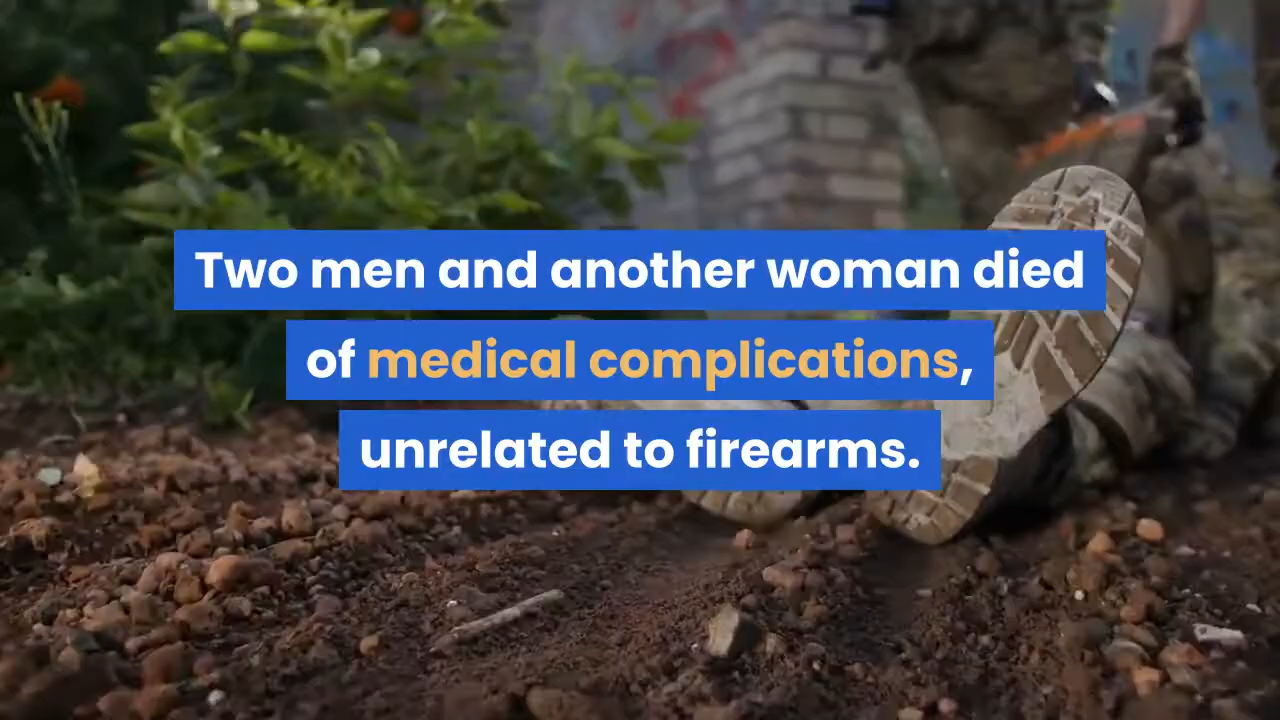 Two men and another woman died
of medical complications,
unrelated to firearms.